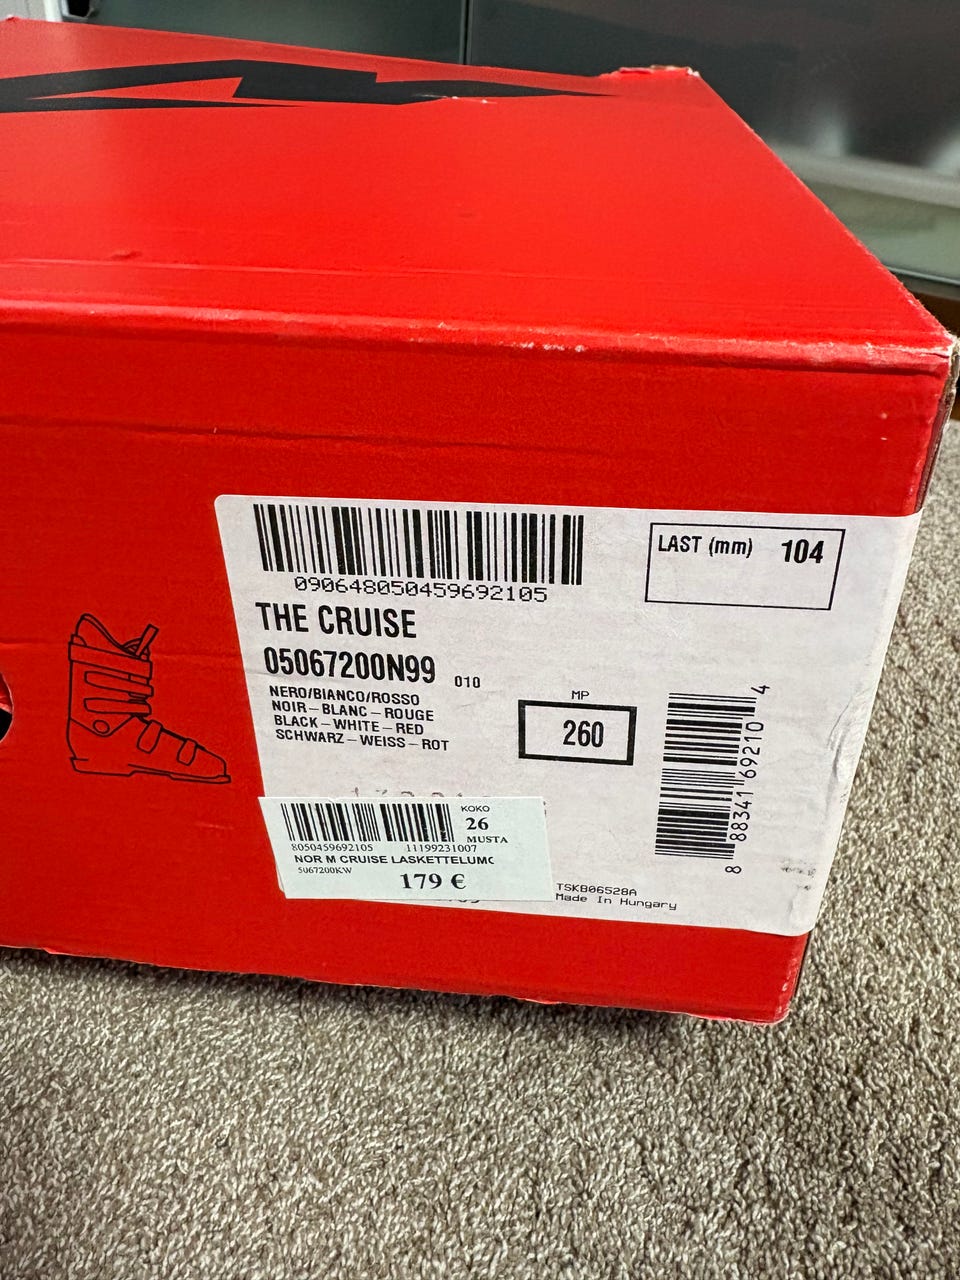 LAST (mm) 104
090648050459692105
THE CRUISE
05067200N99 010
NERO/BIANCO/ROSSO
NOIR-BLANC-ROUGE
BLACK-WHITE-RED
SCHWARZ-WEISS-ROT
MP
260
8 88341 69210 4
KOKO
26
MUSTA
8050459692105 11199231007
NOR M CRUISE LASKETTELUMO
5067200KW
179 €
TSKB06528A
Made In Hungary